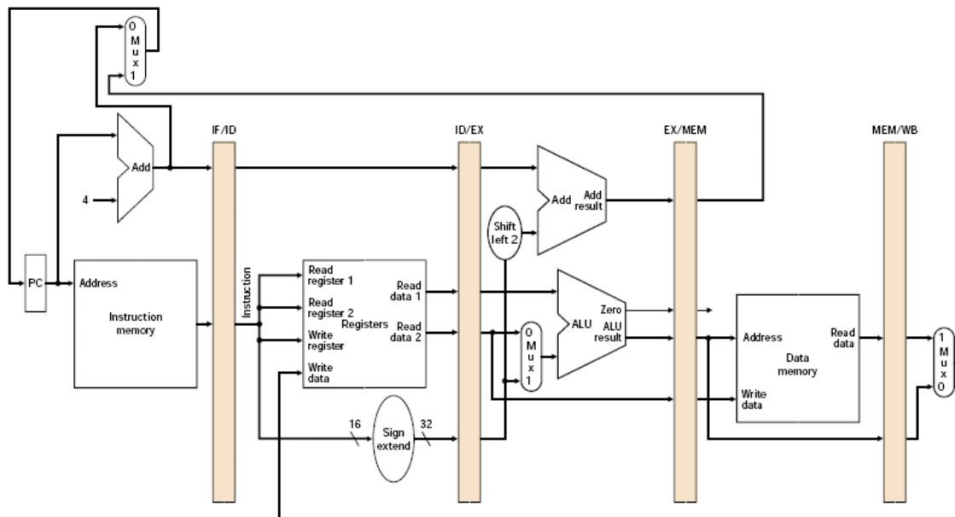 0
M
u
x
1
IF/ID
ID/EX
EX/MEM
MEM/WB
Add
4
Add
Add
result
Shift
left 2
PC
Address
Instruction
memory
Instruction
Read
register 1
Read
register 2
Write
register
Write
data
Registers
Read
data 1
Read
data 2
0
M
u
x
1
Zero
ALU
ALU
result
Address
Write
data
Data
memory
Read
data
1
M
u
x
0
16
Sign
extend
32